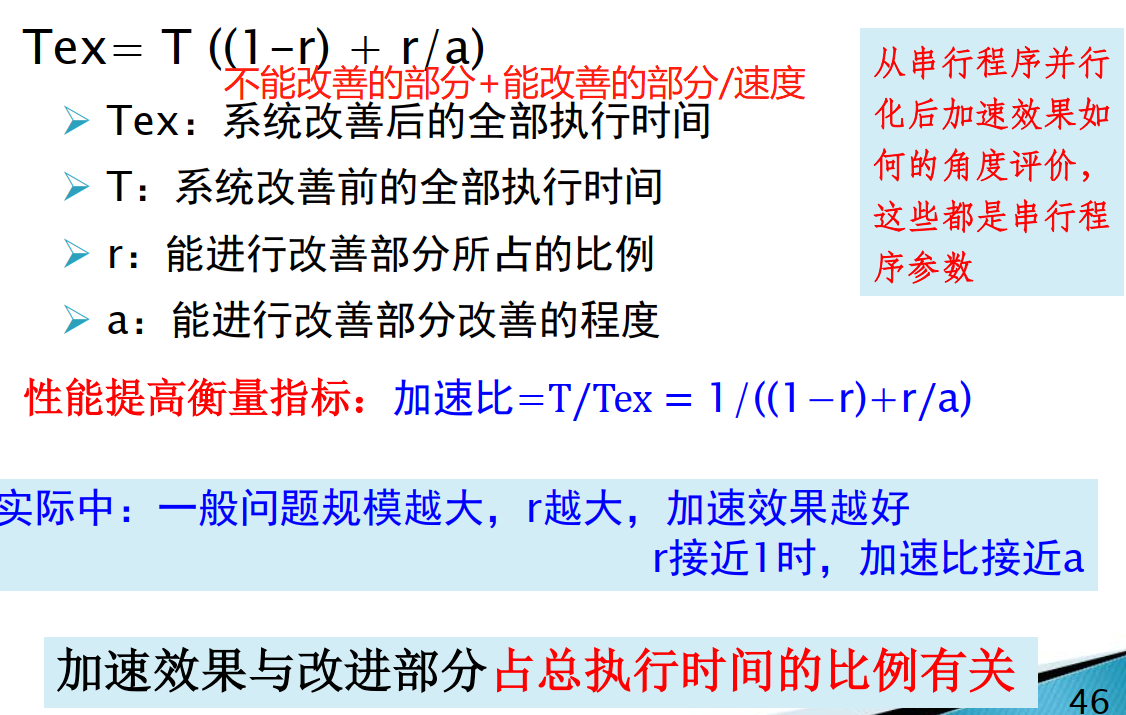 Tex= T ((1-r) + r/a)
不能改善的部分+能改善的部分/速度
Tex：系统改善后的全部执行时间
T：系统改善前的全部执行时间
r：能进行改善部分所占的比例
a：能进行改善部分改善的程度
从串行程序并行
化后加速效果如
何的角度评价，
这些都是串行程
序参数
性能提高衡量指标：加速比=T/Tex = 1/((1-r)+r/a)
实际中：一般问题规模越大，r越大，加速效果越好
r接近1时，加速比接近a
加速效果与改进部分占总执行时间的比例有关
46